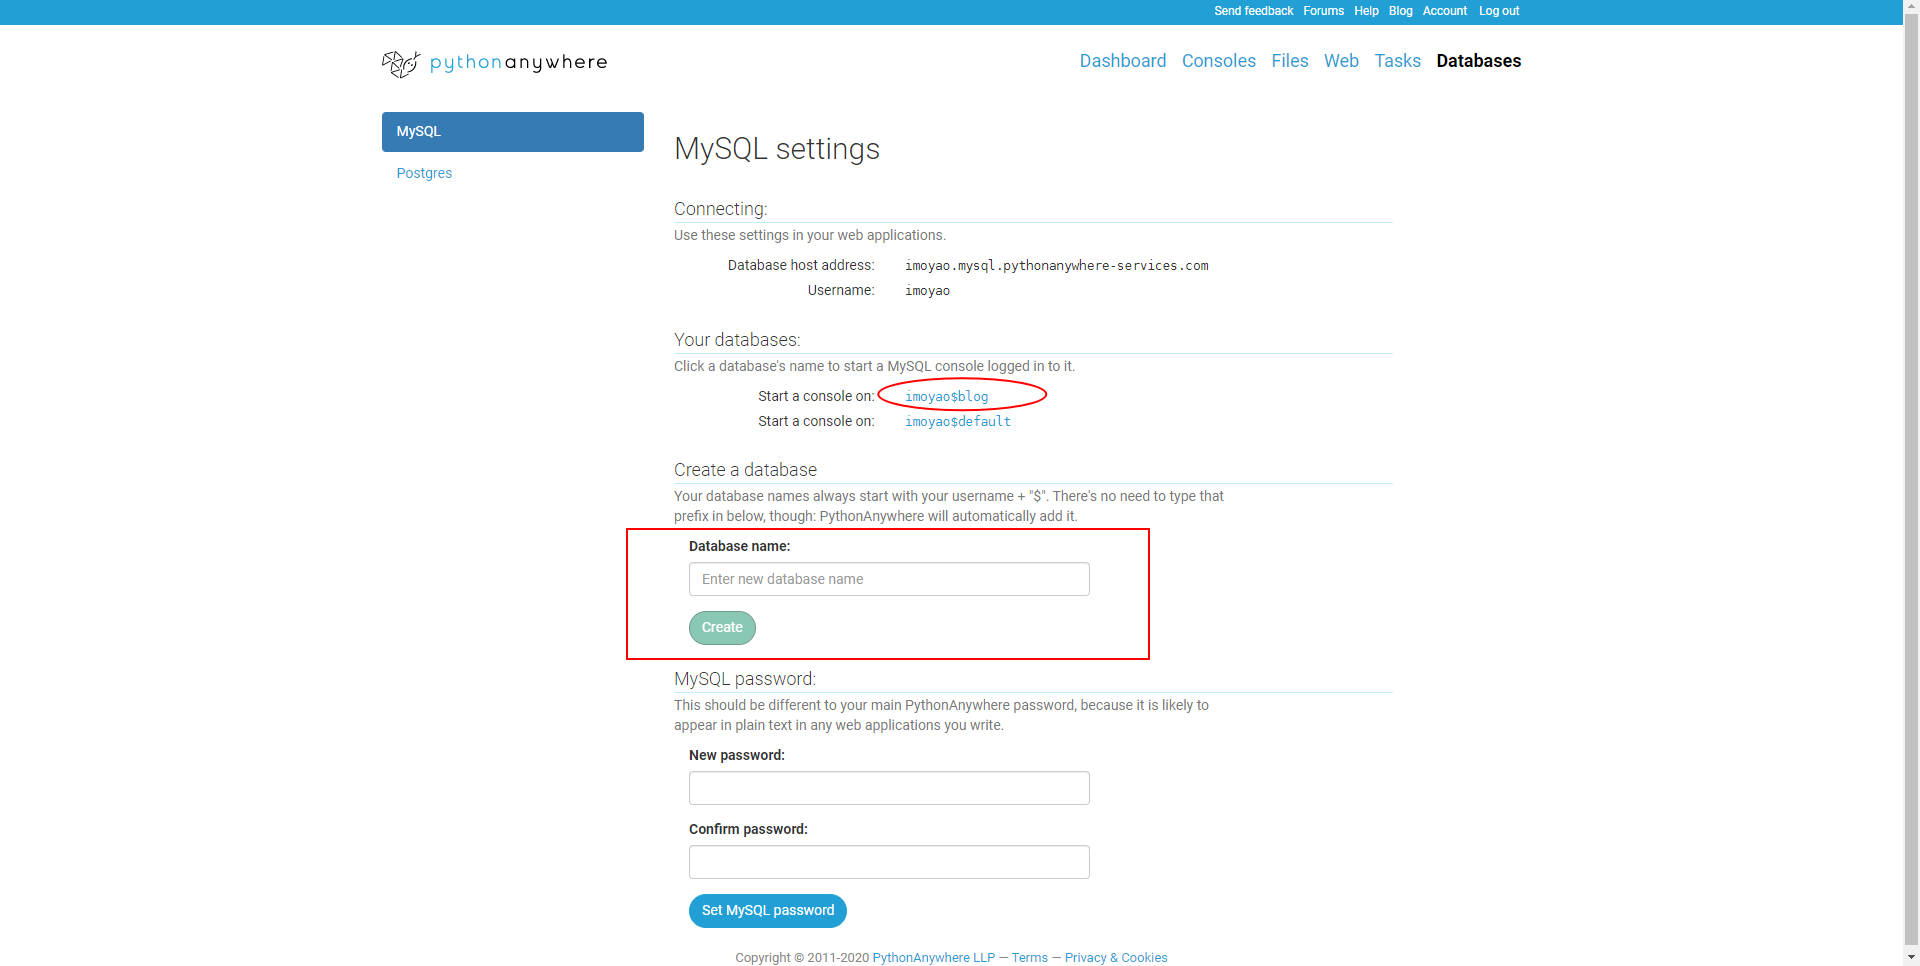 Send feedback Forums Help Blog Account Log out
pythonanywhere
Dashboard Consoles Files Web Tasks Databases
MySQL
Postgres
MySQL settings
Connecting:
Use these settings in your web applications.
Database host address: imoyao.mysql.pythonanywhere-services.com
Username: imoyao
Your databases:
Click a database's name to start a MySQL console logged in to it.
Start a console on: imoyao$blog
Start a console on: imoyao$default
Create a database
Your database names always start with your username + "$". There's no need to type that
prefix in below, though: PythonAnywhere will automatically add it.
Database name:
Enter new database name
Create
MySQL password:
This should be different to your main PythonAnywhere password, because it is likely to
appear in plain text in any web applications you write.
New password:
Confirm password:
Set MySQL password
Copyright © 2011-2020 PythonAnywhere LLP — Terms — Privacy & Cookies